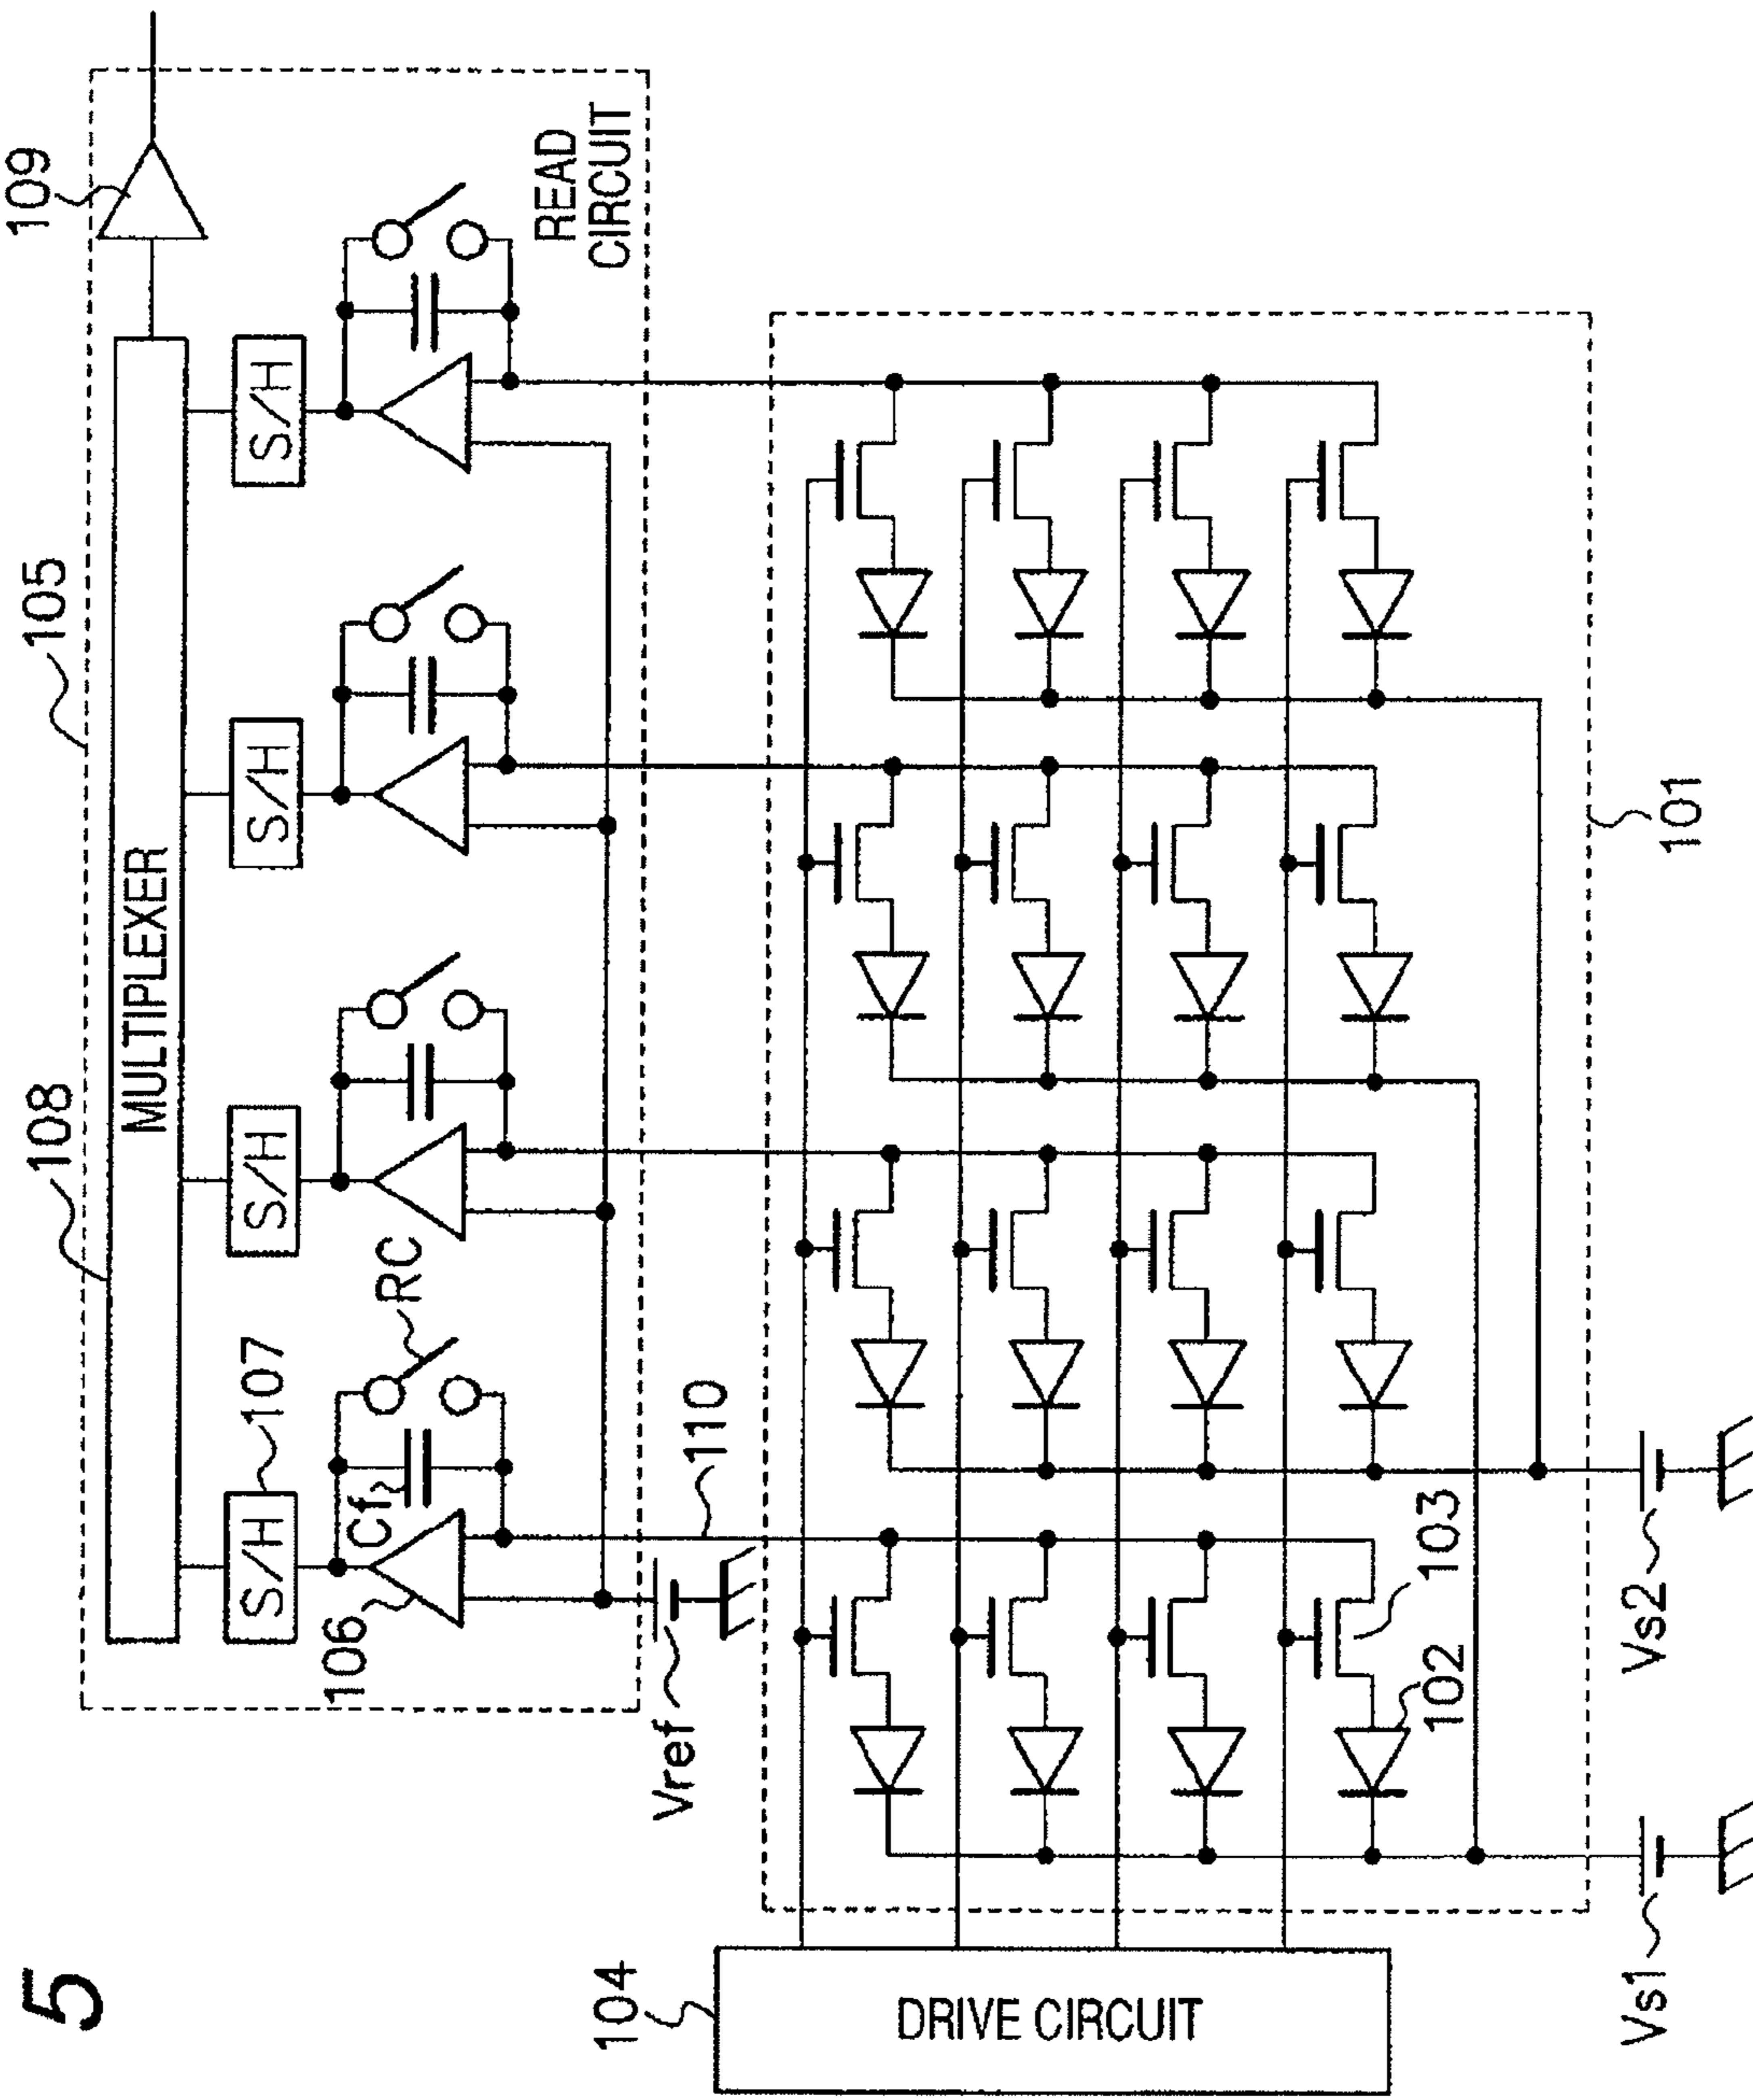 5
109
105
108
MULTIPLEXER
S/H
S/H
S/H
S/H
107
RC
Cf
106
READ
CIRCUIT
Vref
110
104
DRIVE CIRCUIT
103
102
101
Vs1
Vs2